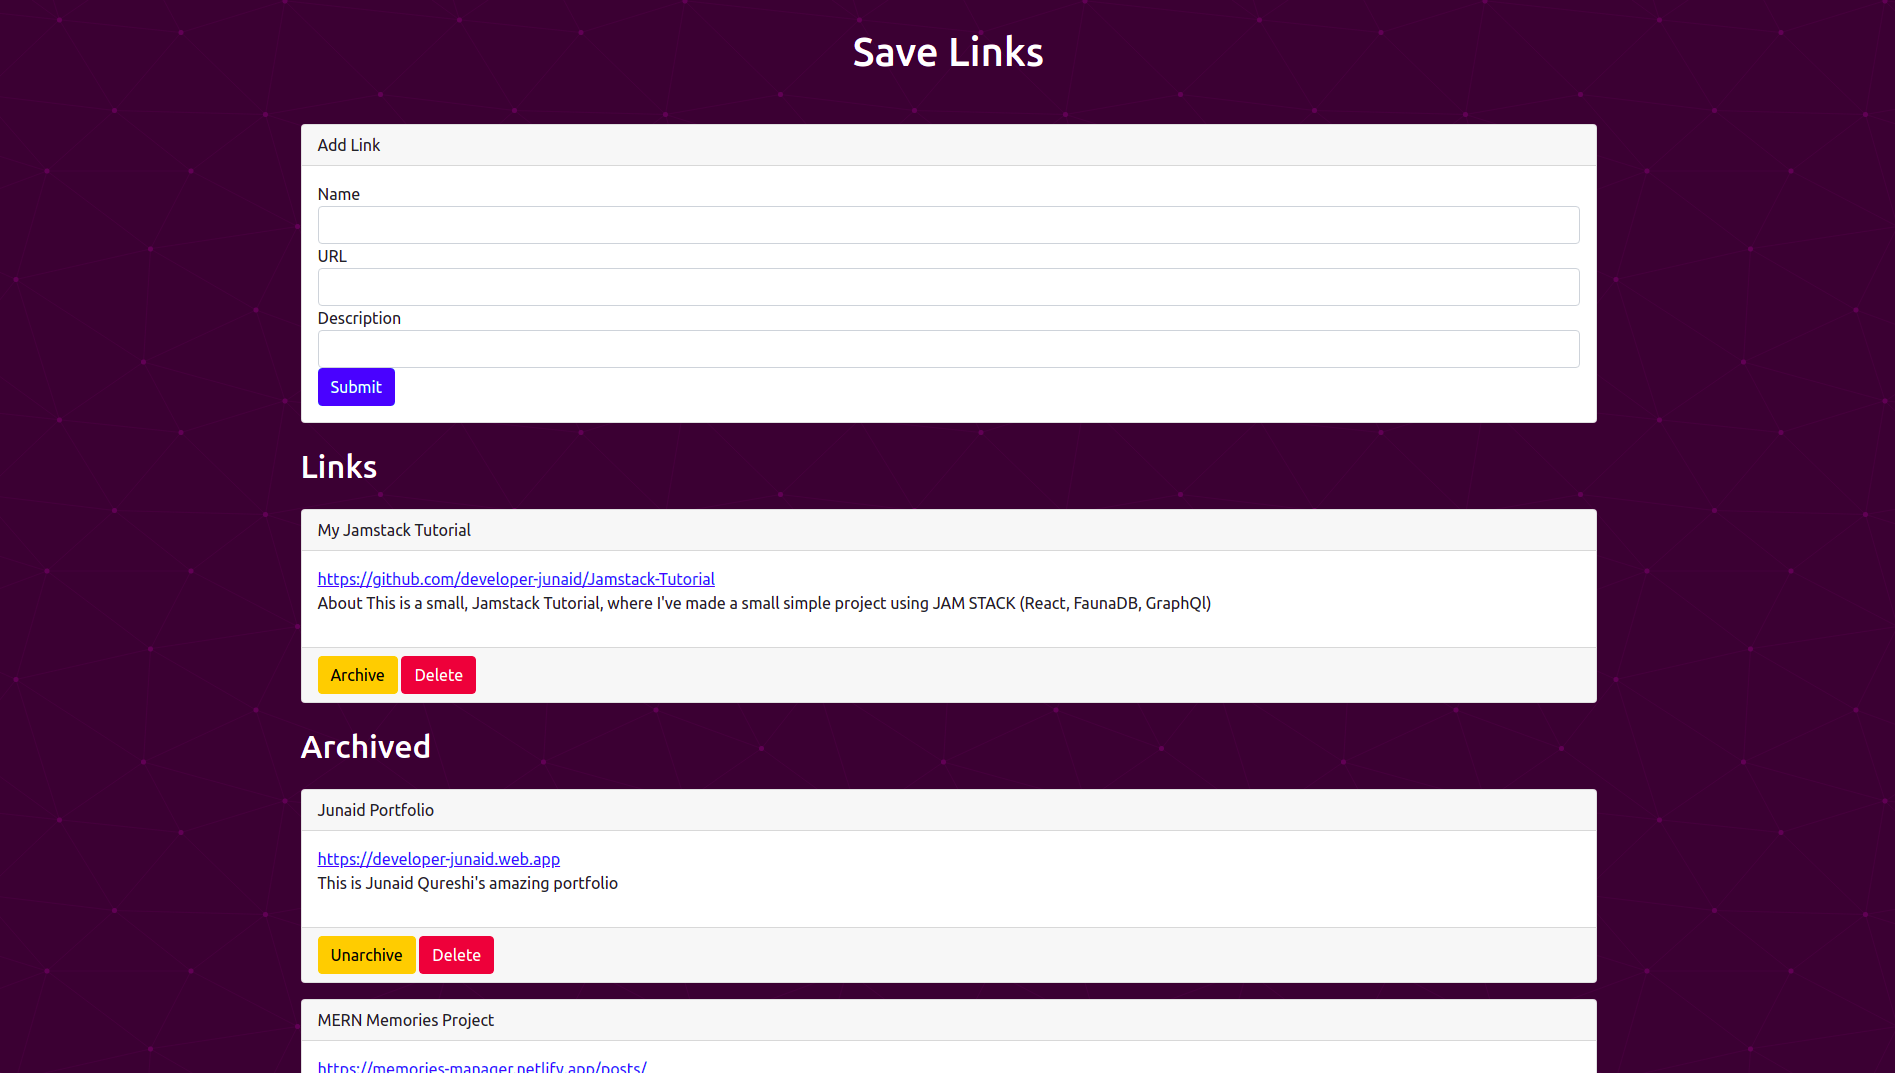 Save Links
Add Link
Name
URL
Description
Submit
Links
My Jamstack Tutorial
https://github.com/developer-junaid/Jamstack-Tutorial
About This is a small, Jamstack Tutorial, where I've made a small simple project using JAM STACK (React, FaunaDB, GraphQl)
Archive Delete
Archived
Junaid Portfolio
https://developer-junaid.web.app
This is Junaid Qureshi's amazing portfolio
Unarchive Delete
MERN Memories Project
https://memories-manager.netlify.app/posts/